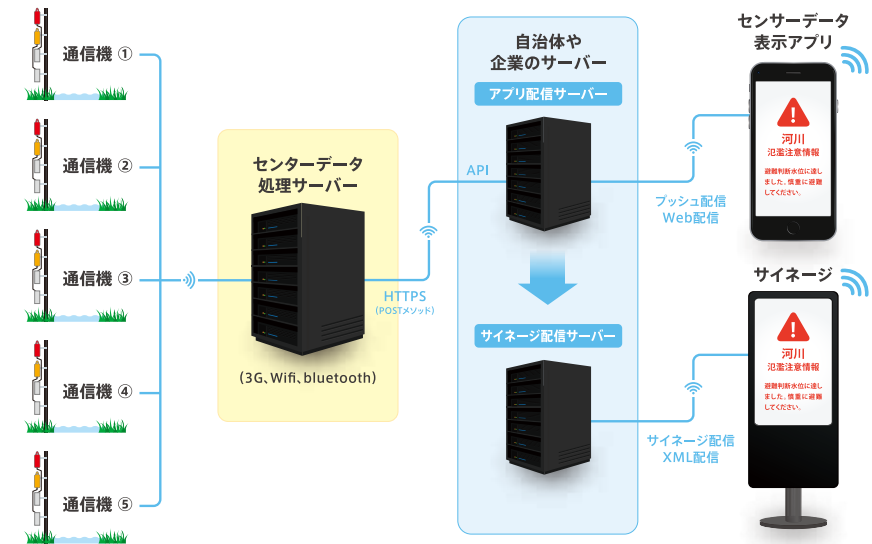 通信機 ①
通信機 ②
通信機 ③
通信機 ④
通信機 ⑤
センターデータ
処理サーバー
(3G、Wifi、bluetooth)
HTTPS
(POSTメソッド)
自治体や
企業のサーバー
アプリ配信サーバー
API
サイネージ配信サーバー
プッシュ配信
Web配信
サイネージ配信
XML配信
センサーデータ
表示アプリ
河川
氾濫注意情報
避難判断水位に達し
ました。慎重に避難
してください。
サイネージ
河川
氾濫注意情報
避難判断水位に達し
ました。慎重に避難
してください。